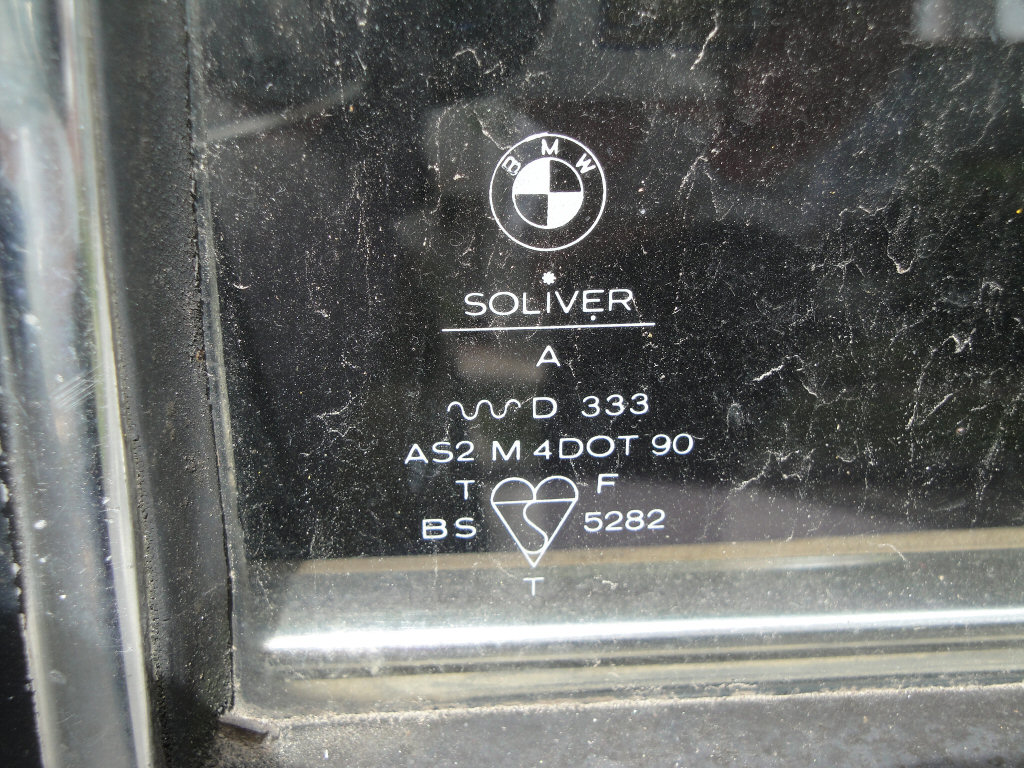 BMW
SOLIVER
A
D 333
AS2 M 4DOT 90
T F
BS 5282
T